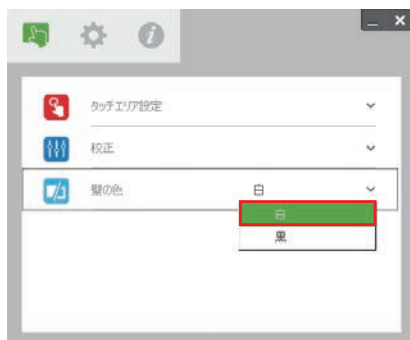 タッチエリア設定
校正
壁の色 白
白
黒